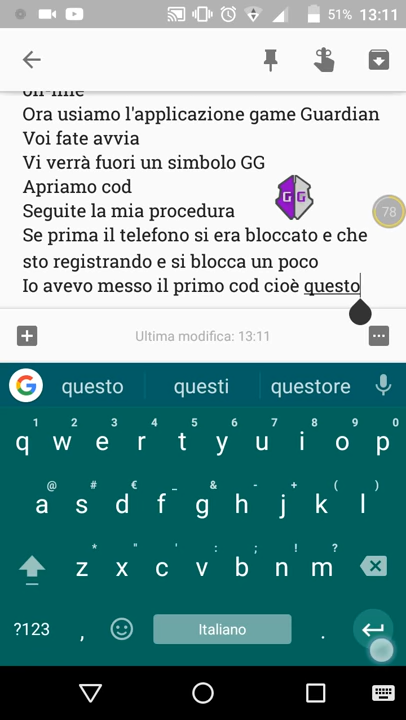 51% 13:11
on-line
Ora usiamo l'applicazione game Guardian
Voi fate avvia
Vi verrà fuori un simbolo GG
Apriamo cod
Seguite la mia procedura
GG
78
Se prima il telefono si era bloccato e che
sto registrando e si blocca un poco
Io avevo messo il primo cod cioè questo
Ultima modifica: 13:11
G questo questi questore
1 2 3 4 5 6 7 8 9 0
q w e r t y u i o p
@ # € _ & - + ( )
a s d f g h j k l
* " ' : ; ! ?
z x c v b n m
?123 , Italiano .